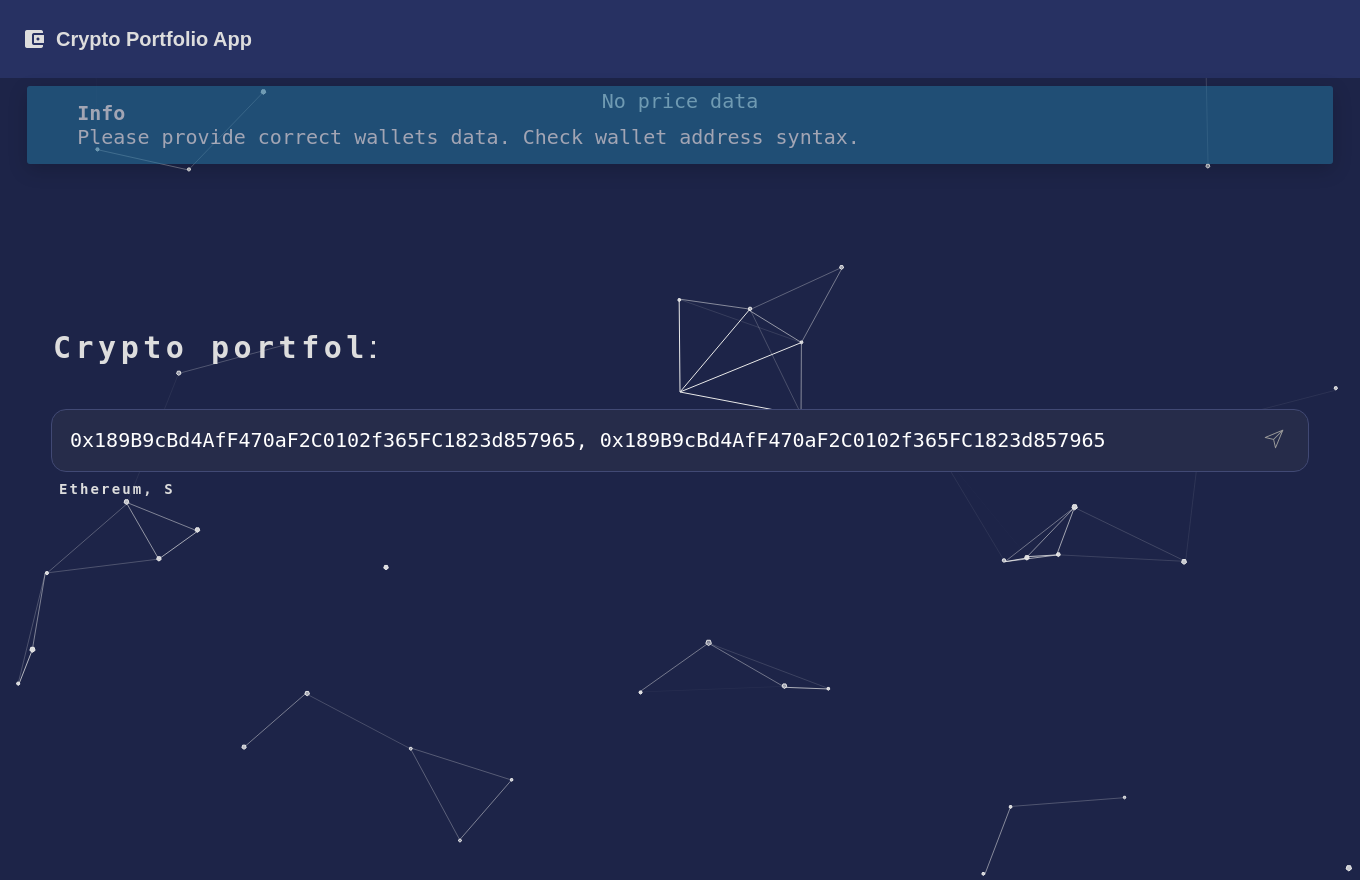 Crypto Portfolio App
No price data
Info
Please provide correct wallets data. Check wallet address syntax.
Crypto portfol:
0x189B9cBd4AfF470aF2C0102f365FC1823d857965, 0x189B9cBd4AfF470aF2C0102f365FC1823d857965
Ethereum, S